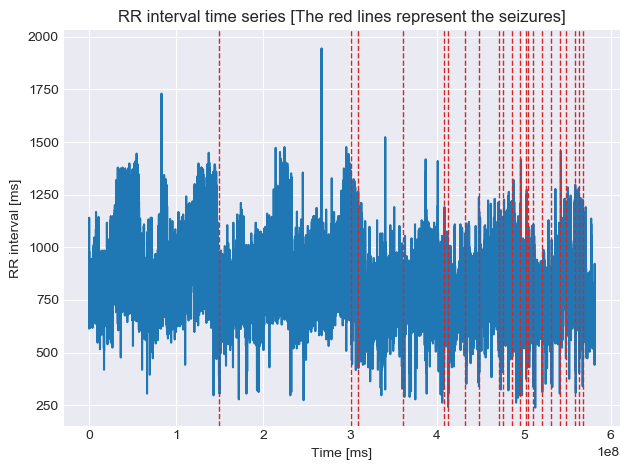 RR interval time series [The red lines represent the seizures]
2000
1750
1500
1250
1000
750
500
250
RR interval [ms]
0 1 2 3 4 5 6
1e8
Time [ms]